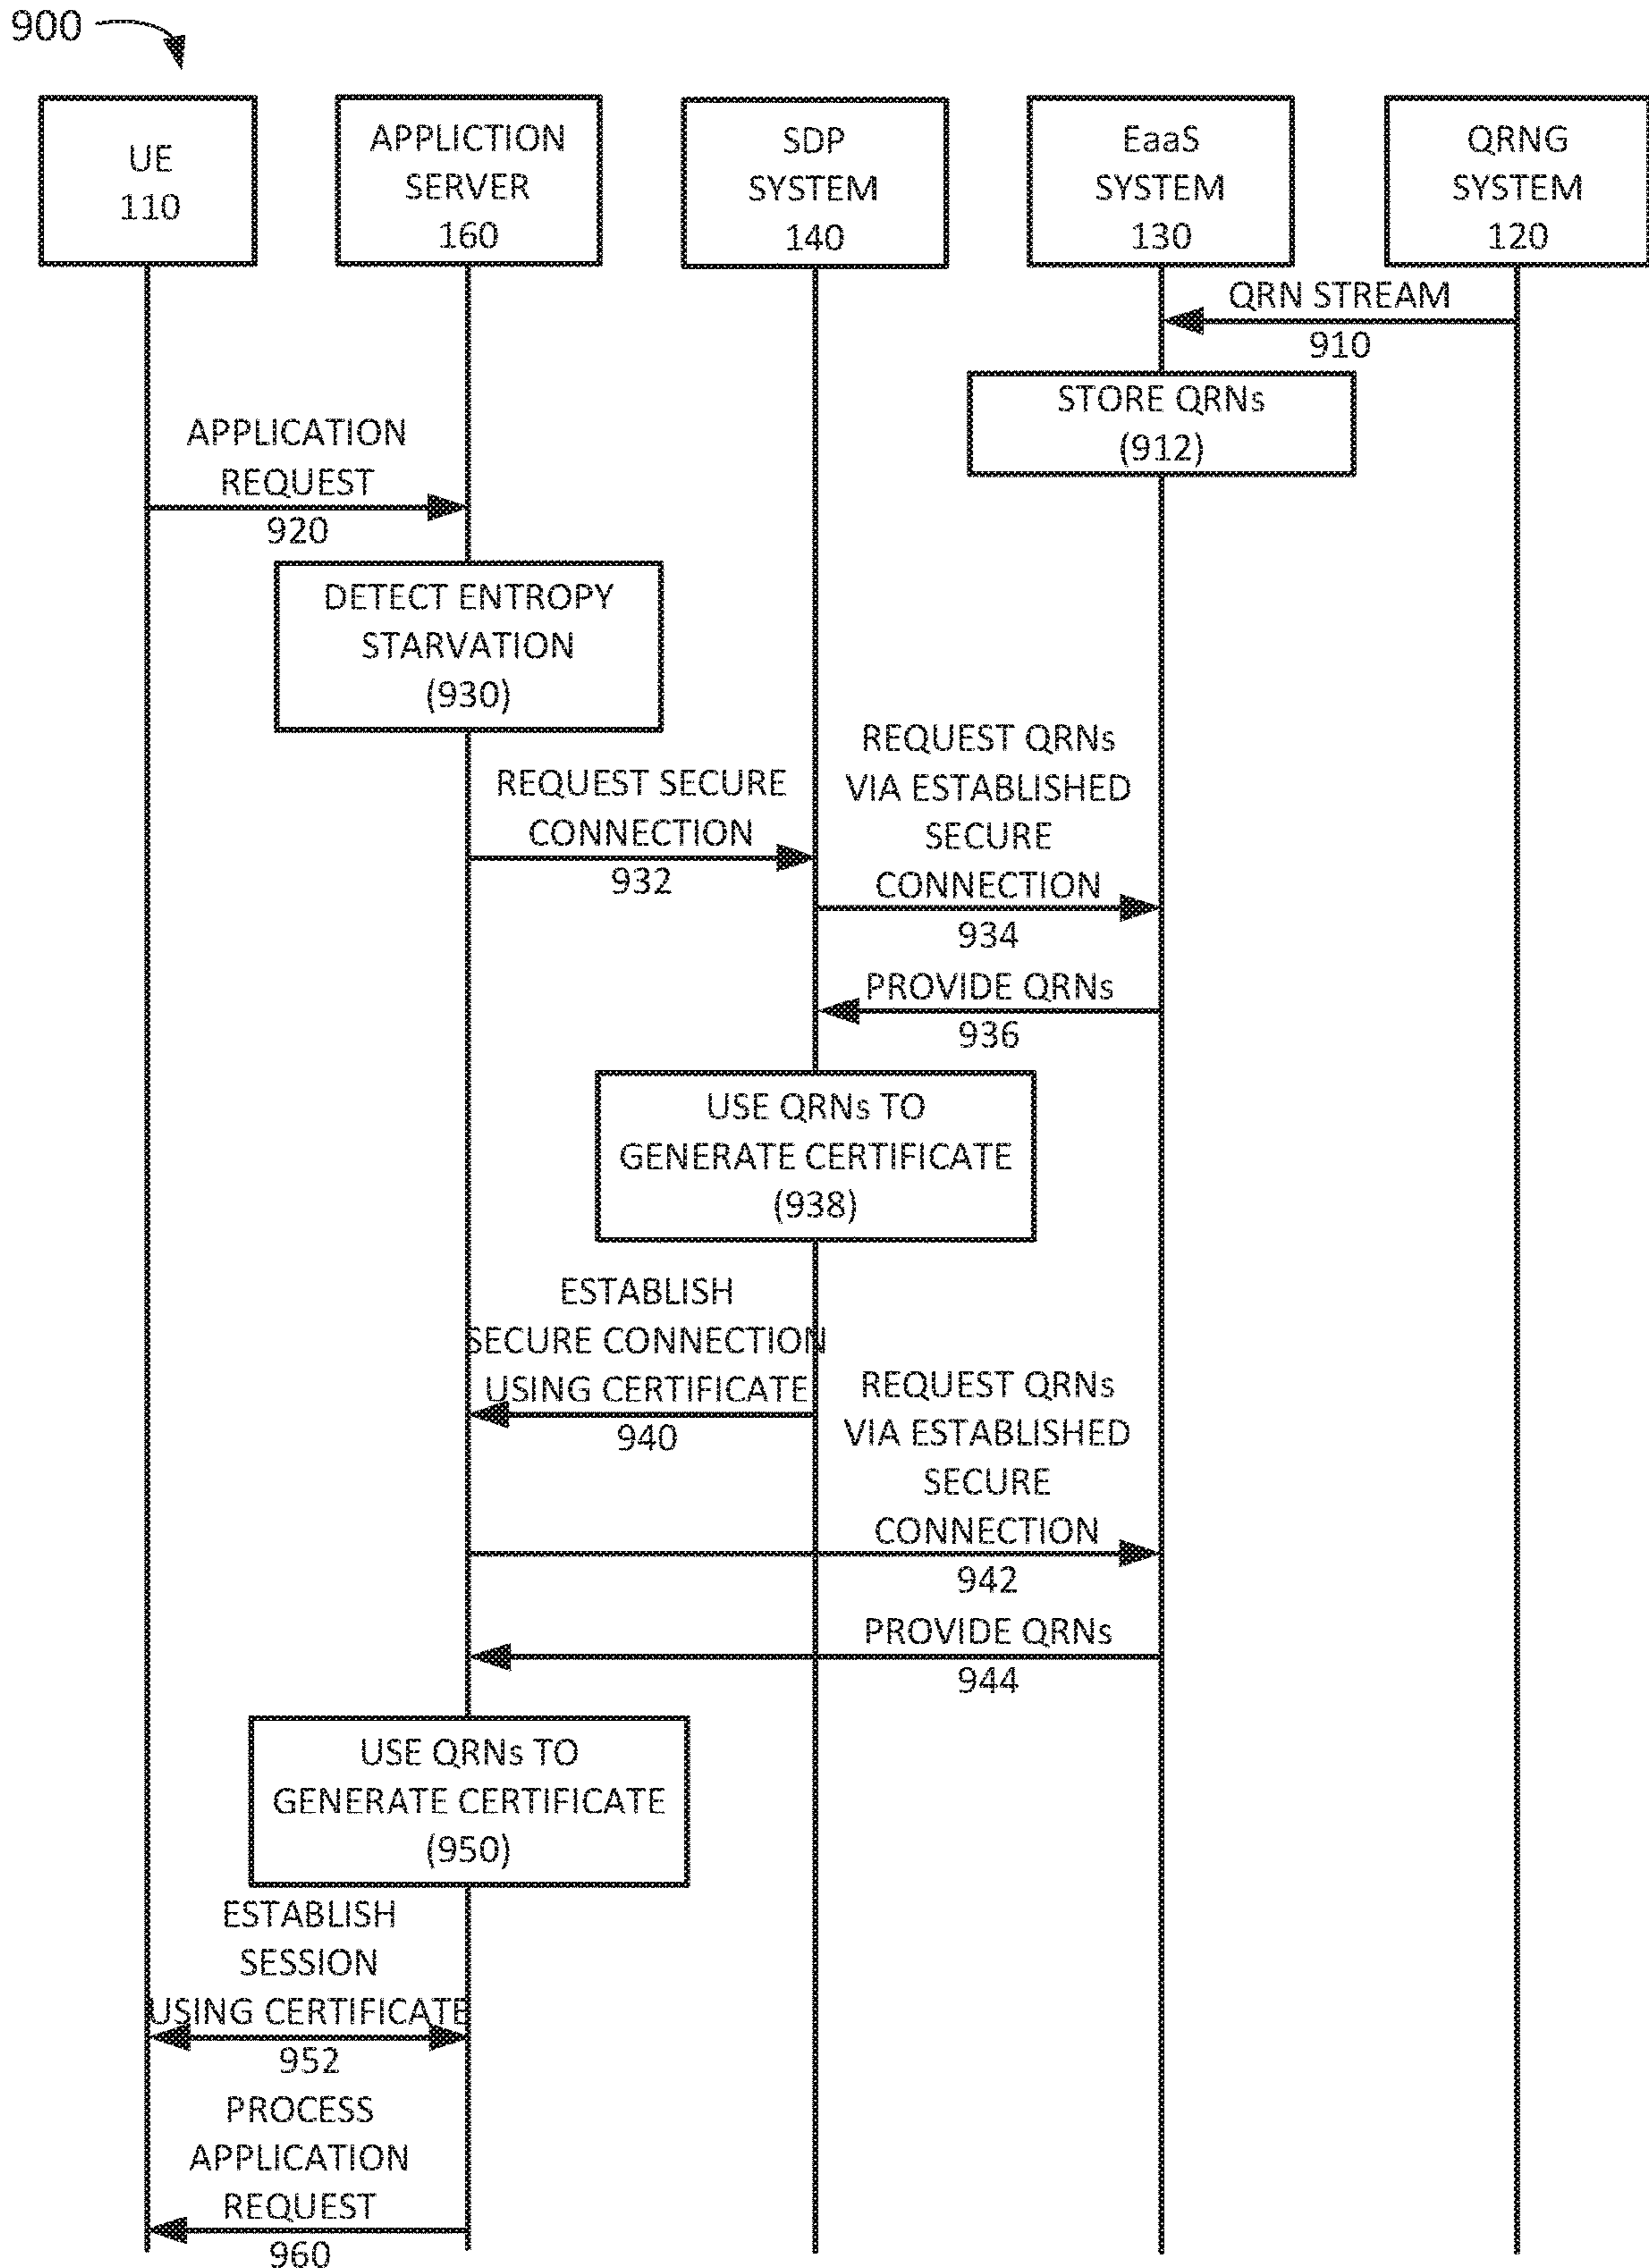 900
UE
110
APPLICTION
SERVER
160
SDP
SYSTEM
140
EaaS
SYSTEM
130
QRNG
SYSTEM
120
QRN STREAM
910
STORE QRNs
(912)
APPLICATION
REQUEST
920
DETECT ENTROPY
STARVATION
(930)
REQUEST SECURE
CONNECTION
932
REQUEST QRNs
VIA ESTABLISHED
SECURE
CONNECTION
934
PROVIDE QRNs
936
USE QRNs TO
GENERATE CERTIFICATE
(938)
ESTABLISH
SECURE CONNECTION
USING CERTIFICATE
940
REQUEST QRNs
VIA ESTABLISHED
SECURE
CONNECTION
942
PROVIDE QRNs
944
USE QRNs TO
GENERATE CERTIFICATE
(950)
ESTABLISH
SESSION
USING CERTIFICATE
952
PROCESS
APPLICATION
REQUEST
960